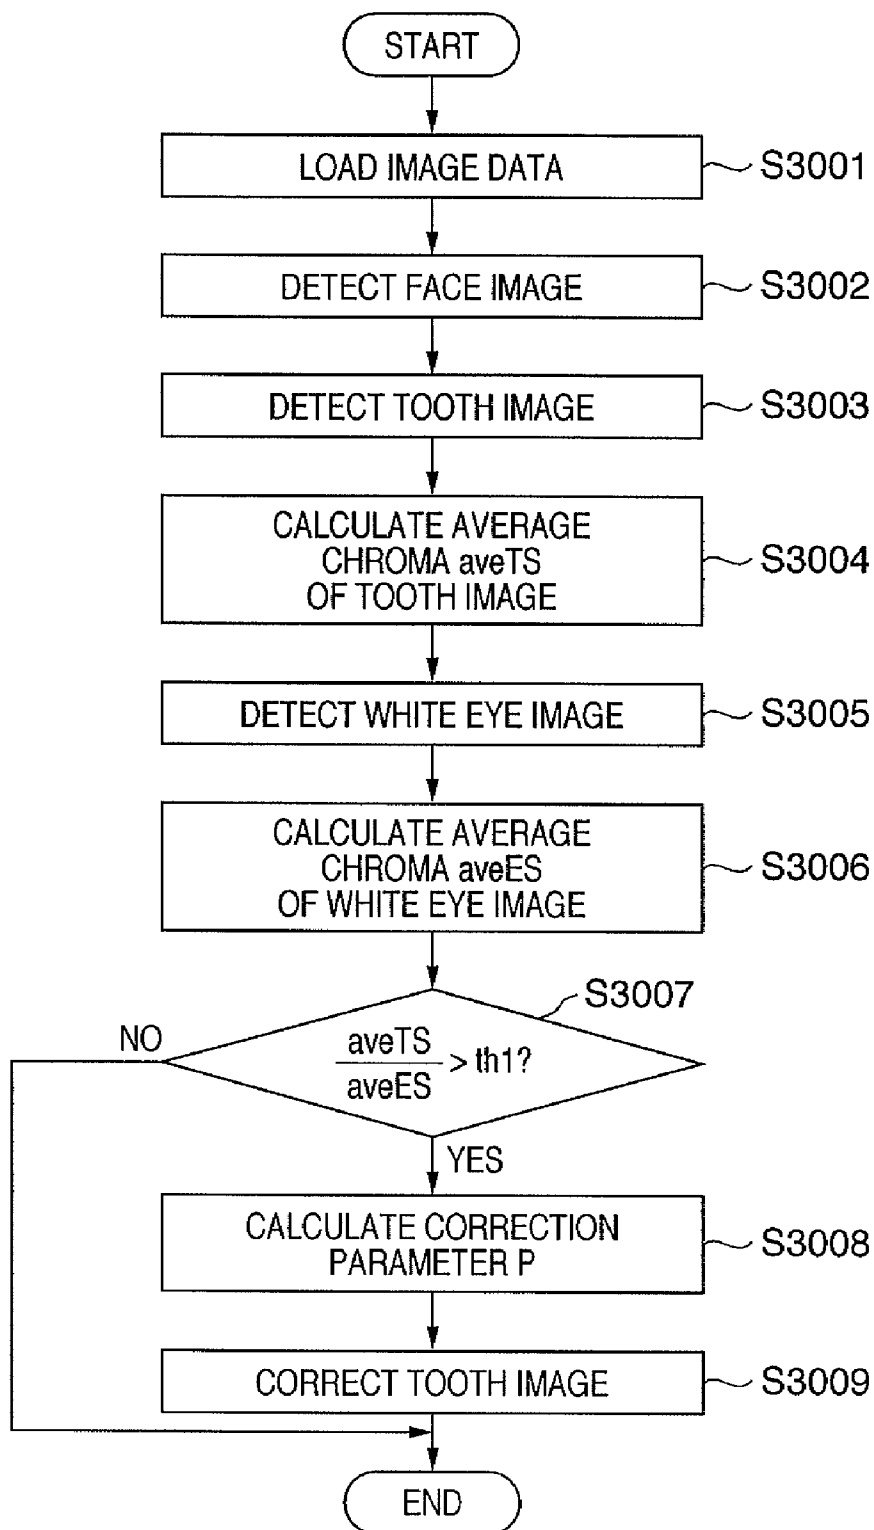 START
LOAD IMAGE DATA
S3001
DETECT FACE IMAGE
S3002
DETECT TOOTH IMAGE
S3003
CALCULATE AVERAGE
CHROMA aveTS
OF TOOTH IMAGE
S3004
DETECT WHITE EYE IMAGE
S3005
CALCULATE AVERAGE
CHROMA aveES
OF WHITE EYE IMAGE
S3006
S3007
NO
aveTS
aveES
> th1?
YES
CALCULATE CORRECTION
PARAMETER P
S3008
CORRECT TOOTH IMAGE
S3009
END